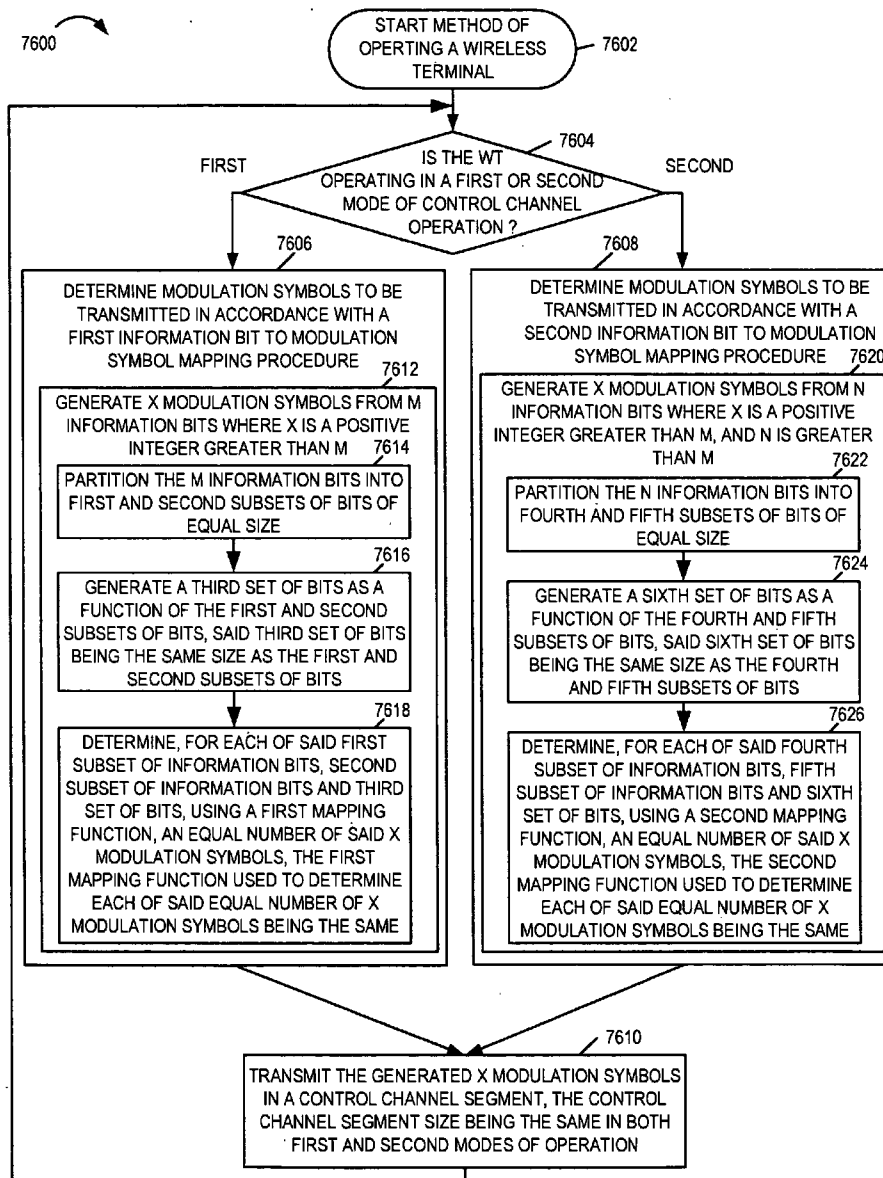 7600
START METHOD OF
OPERTING A WIRELESS
TERMINAL
7602
7604
IS THE WT
OPERATING IN A FIRST OR SECOND
MODE OF CONTROL CHANNEL
OPERATION ?
FIRST
SECOND
7606
DETERMINE MODULATION SYMBOLS TO BE
TRANSMITTED IN ACCORDANCE WITH A
FIRST INFORMATION BIT TO MODULATION
SYMBOL MAPPING PROCEDURE
7612
GENERATE X MODULATION SYMBOLS FROM M
INFORMATION BITS WHERE X IS A POSITIVE
INTEGER GREATER THAN M
7614
PARTITION THE M INFORMATION BITS INTO
FIRST AND SECOND SUBSETS OF BITS OF
EQUAL SIZE
7616
GENERATE A THIRD SET OF BITS AS A
FUNCTION OF THE FIRST AND SECOND
SUBSETS OF BITS, SAID THIRD SET OF BITS
BEING THE SAME SIZE AS THE FIRST AND
SECOND SUBSETS OF BITS
7618
DETERMINE, FOR EACH OF SAID FIRST
SUBSET OF INFORMATION BITS, SECOND
SUBSET OF INFORMATION BITS AND THIRD
SET OF BITS, USING A FIRST MAPPING
FUNCTION, AN EQUAL NUMBER OF SAID X
MODULATION SYMBOLS, THE FIRST
MAPPING FUNCTION USED TO DETERMINE
EACH OF SAID EQUAL NUMBER OF X
MODULATION SYMBOLS BEING THE SAME
7608
DETERMINE MODULATION SYMBOLS TO BE
TRANSMITTED IN ACCORDANCE WITH A
SECOND INFORMATION BIT TO MODULATION
SYMBOL MAPPING PROCEDURE
7620
GENERATE X MODULATION SYMBOLS FROM N
INFORMATION BITS WHERE X IS A POSITIVE
INTEGER GREATER THAN M, AND N IS GREATER
THAN M
7622
PARTITION THE N INFORMATION BITS INTO
FOURTH AND FIFTH SUBSETS OF BITS OF
EQUAL SIZE
7624
GENERATE A SIXTH SET OF BITS AS A
FUNCTION OF THE FOURTH AND FIFTH
SUBSETS OF BITS, SAID SIXTH SET OF BITS
BEING THE SAME SIZE AS THE FOURTH
AND FIFTH SUBSETS OF BITS
7626
DETERMINE, FOR EACH OF SAID FOURTH
SUBSET OF INFORMATION BITS, FIFTH
SUBSET OF INFORMATION BITS AND SIXTH
SET OF BITS, USING A SECOND MAPPING
FUNCTION, AN EQUAL NUMBER OF SAID X
MODULATION SYMBOLS, THE SECOND
MAPPING FUNCTION USED TO DETERMINE
EACH OF SAID EQUAL NUMBER OF X
MODULATION SYMBOLS BEING THE SAME
7610
TRANSMIT THE GENERATED X MODULATION SYMBOLS
IN A CONTROL CHANNEL SEGMENT, THE CONTROL
CHANNEL SEGMENT SIZE BEING THE SAME IN BOTH
FIRST AND SECOND MODES OF OPERATION